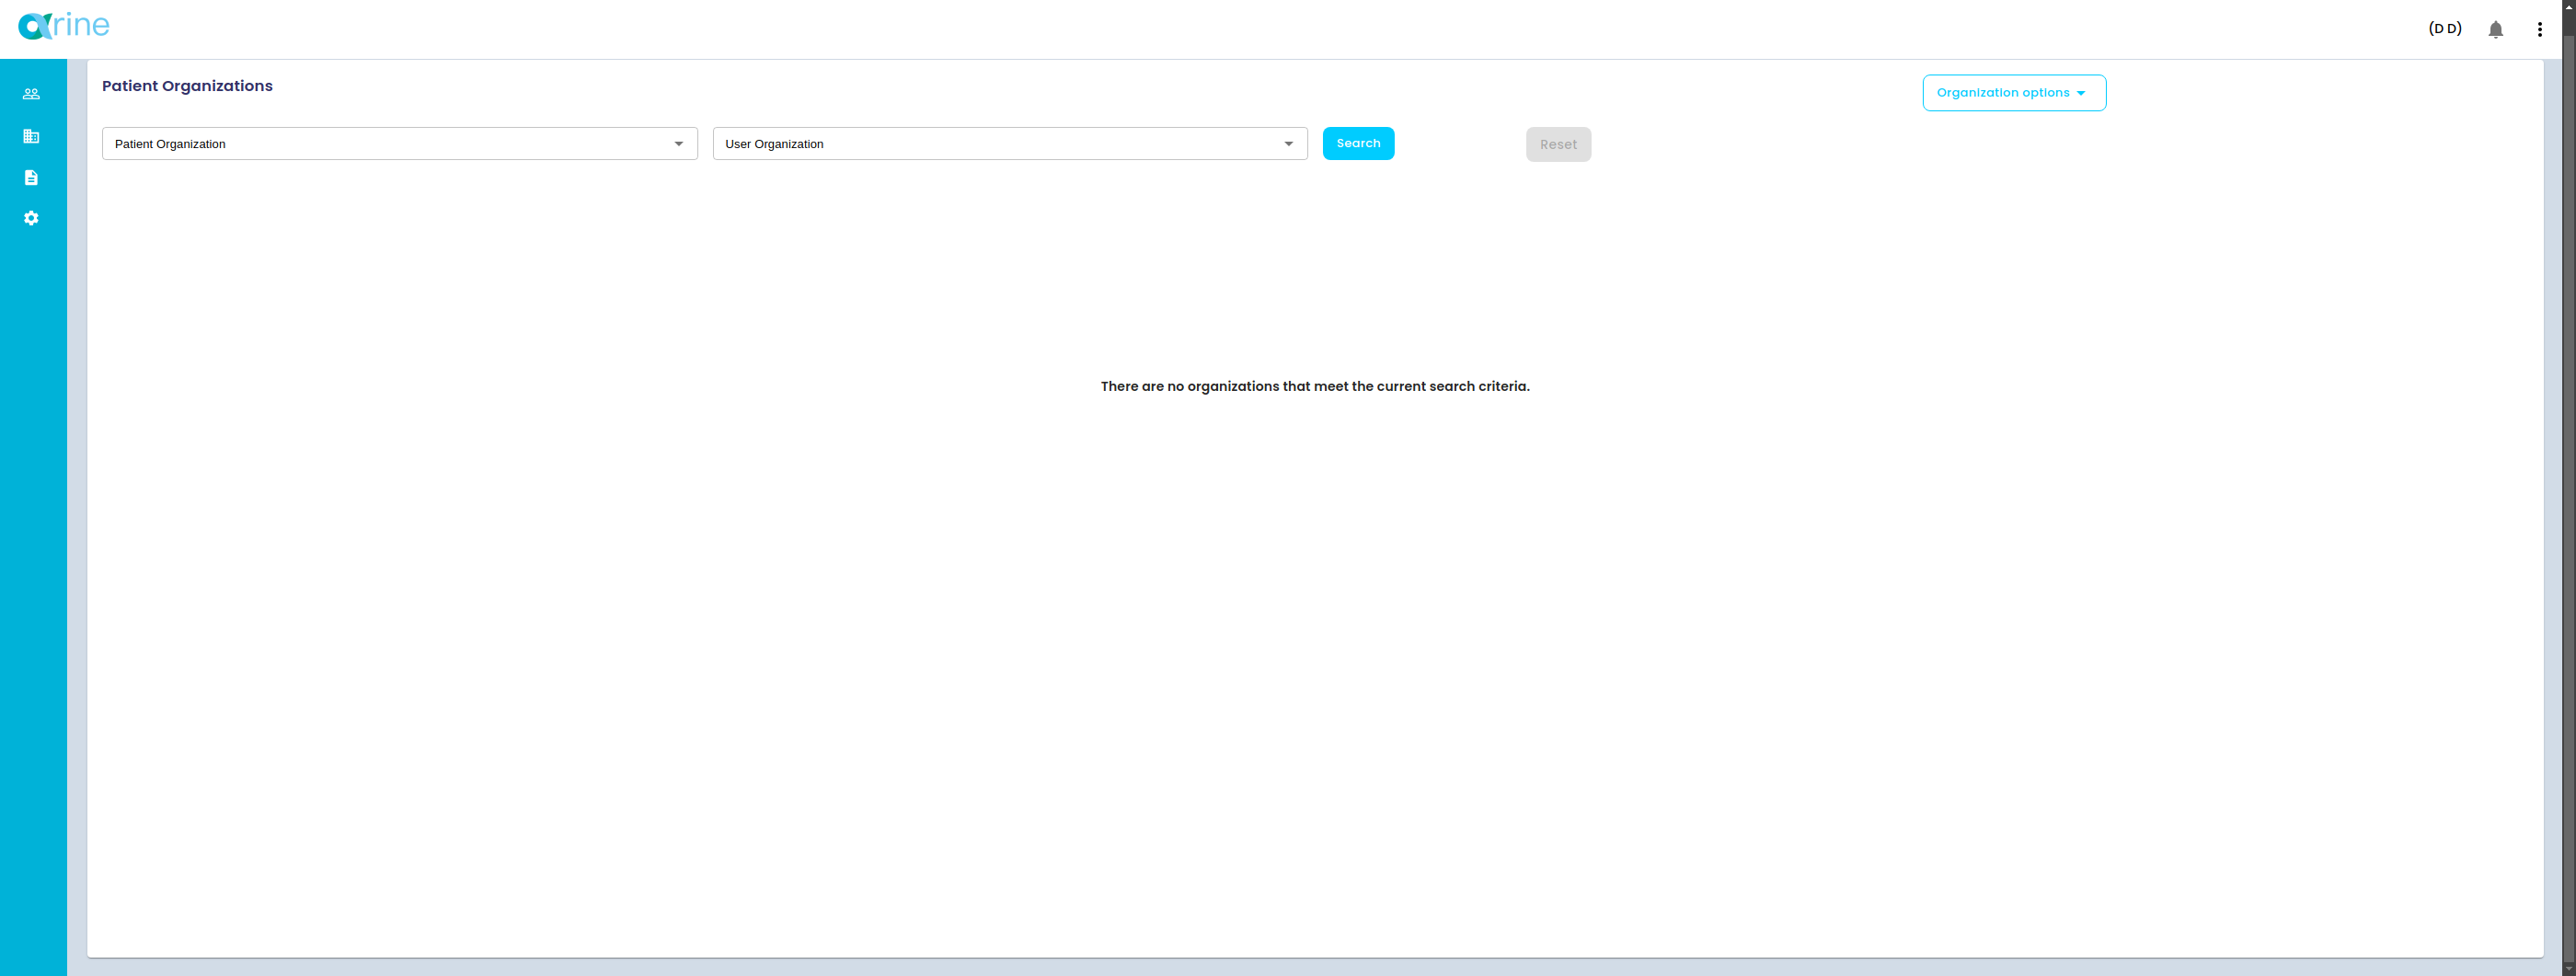 arine
(D D)
Patient Organizations
Organization options
Patient Organization
User Organization
Search
Reset
There are no organizations that meet the current search criteria.